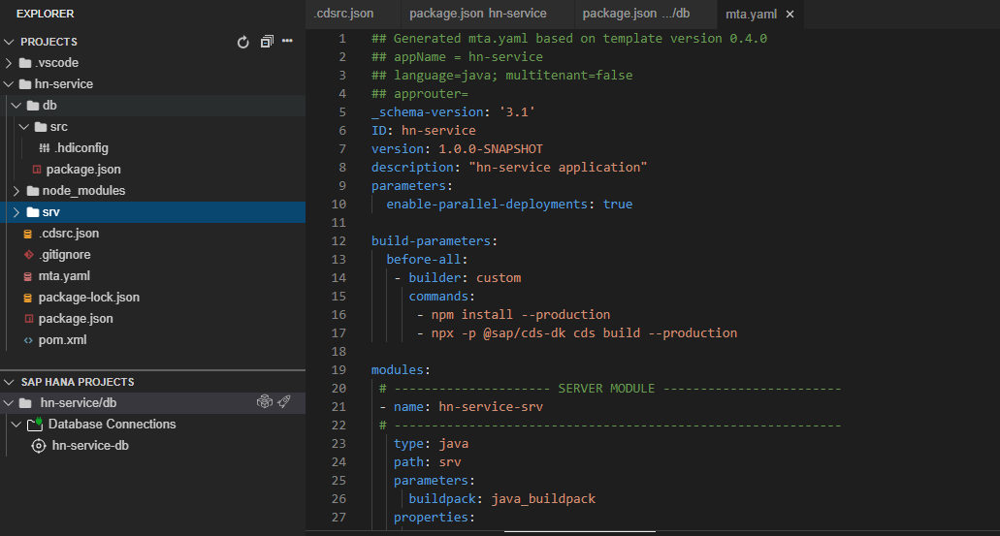 EXPLORER
PROJECTS
.vscode
hn-service
db
src
.hdiconfig
package.json
node_modules
srv
.cdsrc.json
.gitignore
mta.yaml
package-lock.json
package.json
pom.xml
SAP HANA PROJECTS
hn-service/db
Database Connections
hn-service-db
.cdsrc.json
package.json hn-service
package.json .../db
mta.yaml
1 ## Generated mta.yaml based on template version 0.4.0
2 ## appName = hn-service
3 ## language=java; multitenant=false
4 ## approuter=
5 _schema-version: '3.1'
6 ID: hn-service
7 version: 1.0.0-SNAPSHOT
8 description: "hn-service application"
9 parameters:
10   enable-parallel-deployments: true
11
12 build-parameters:
13   before-all:
14    - builder: custom
15      commands:
16       - npm install --production
17       - npx -p @sap/cds-dk cds build --production
18
19 modules:
20  # --------------------- SERVER MODULE ------------------------
21  - name: hn-service-srv
22  # ------------------------------------------------------------
23    type: java
24    path: srv
25    parameters:
26      buildpack: java_buildpack
27    properties: